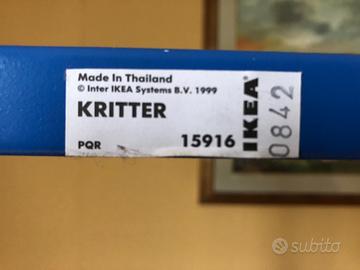 Made In Thailand
© Inter IKEA Systems B.V. 1999
KRITTER
PQR 15916
IKEA
0842
subito